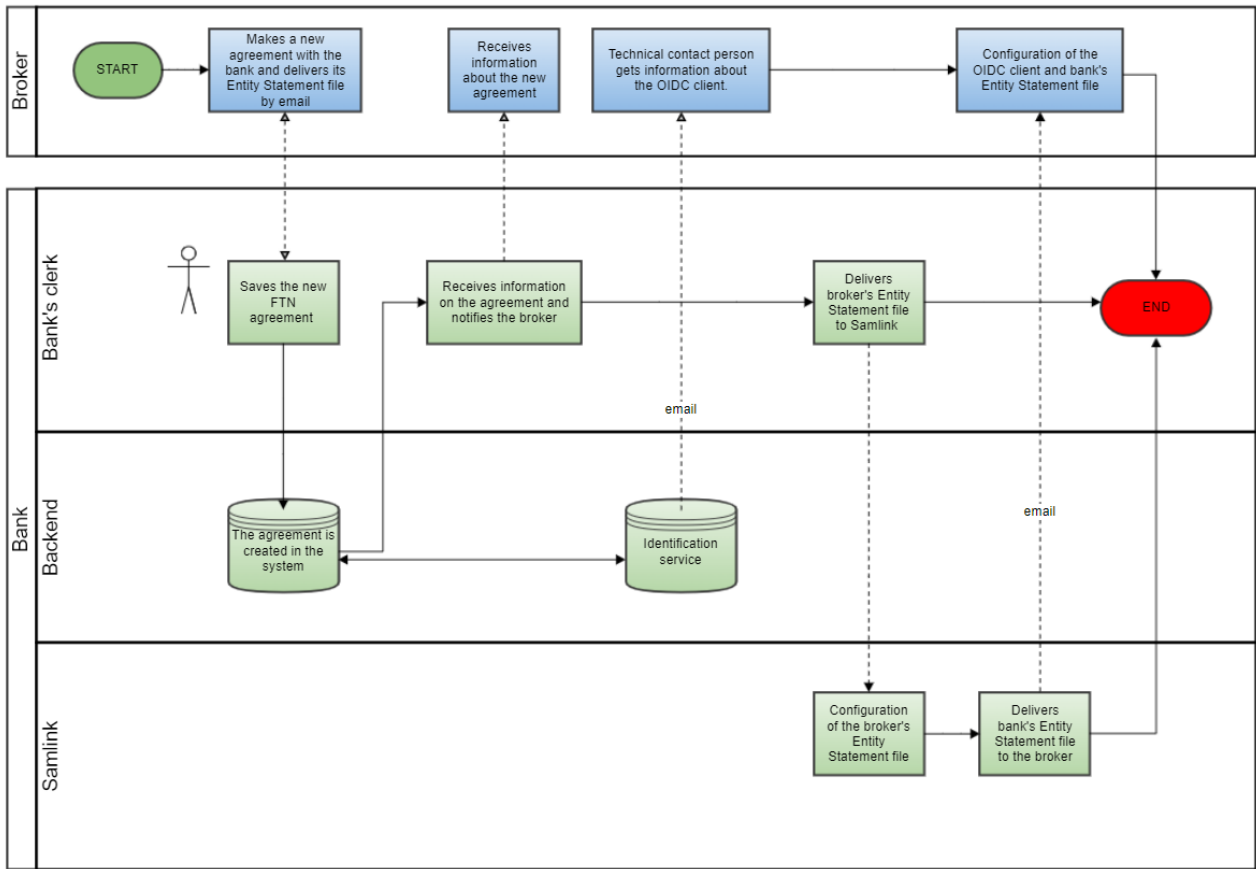 Broker
START
Makes a new
agreement with the
bank and delivers its
Entity Statement file
by email
Receives
information
about the new
agreement
Technical contact person
gets information about
the OIDC client.
Configuration of the
OIDC client and bank's
Entity Statement file
Bank
Bank's clerk
Saves the new
FTN
agreement
Receives information
on the agreement and
notifies the broker
Delivers
broker's Entity
Statement file
to Samlink
END
email
Backend
The agreement is
created in the
system
Identification
service
email
Samlink
Configuration
of the broker's
Entity
Statement file
Delivers
bank's Entity
Statement file
to the broker